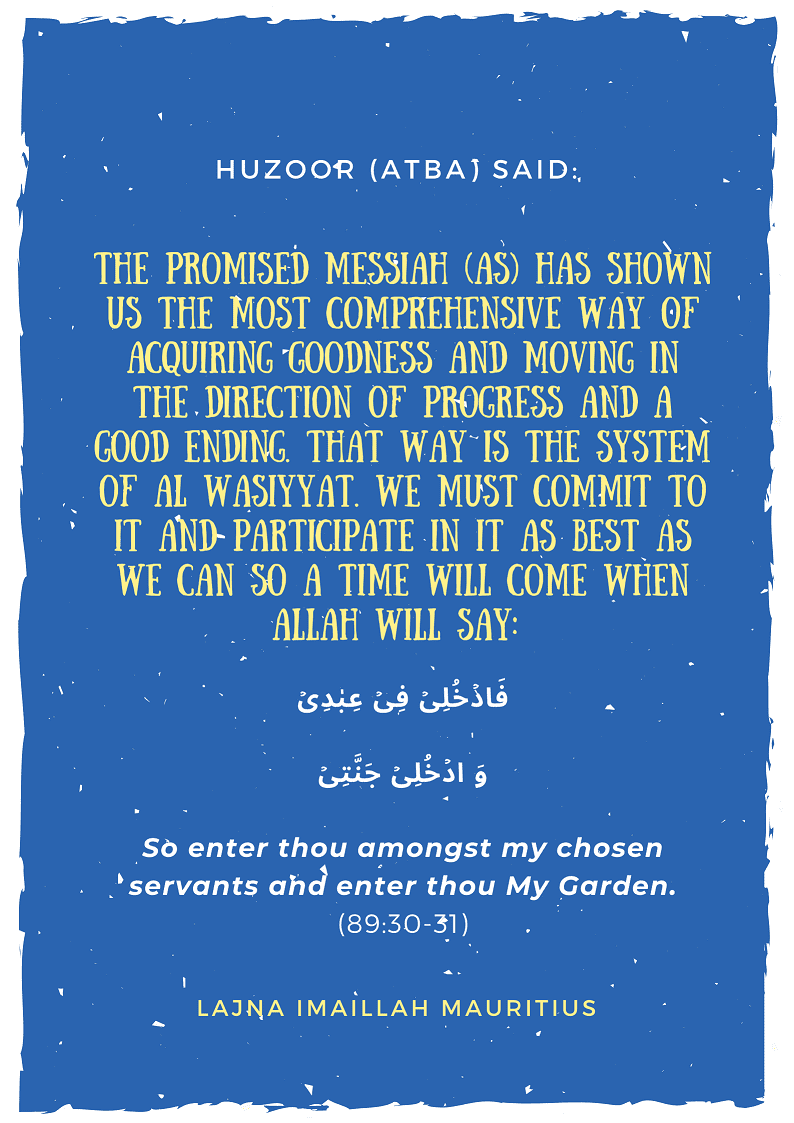 HUZOOR (ATBA) SAID:
THE PROMISED MESSIAH (AS) HAS SHOWN
US THE MOST COMPREHENSIVE WAY OF
ACQUIRING GOODNESS AND MOVING IN
THE DIRECTION OF PROGRESS AND A
GOOD ENDING. THAT WAY IS THE SYSTEM
OF AL WASIYYAT. WE MUST COMMIT TO
IT AND PARTICIPATE IN IT AS BEST AS
WE CAN SO A TIME WILL COME WHEN
ALLAH WILL SAY:
فَادۡخُلِیۡ فِیۡ عِبٰدِیۡ
وَ ادۡخُلِیۡ جَنَّتِیۡ
So enter thou amongst my chosen
servants and enter thou My Garden.
(89:30-31)
LAJNA IMAILLAH MAURITIUS